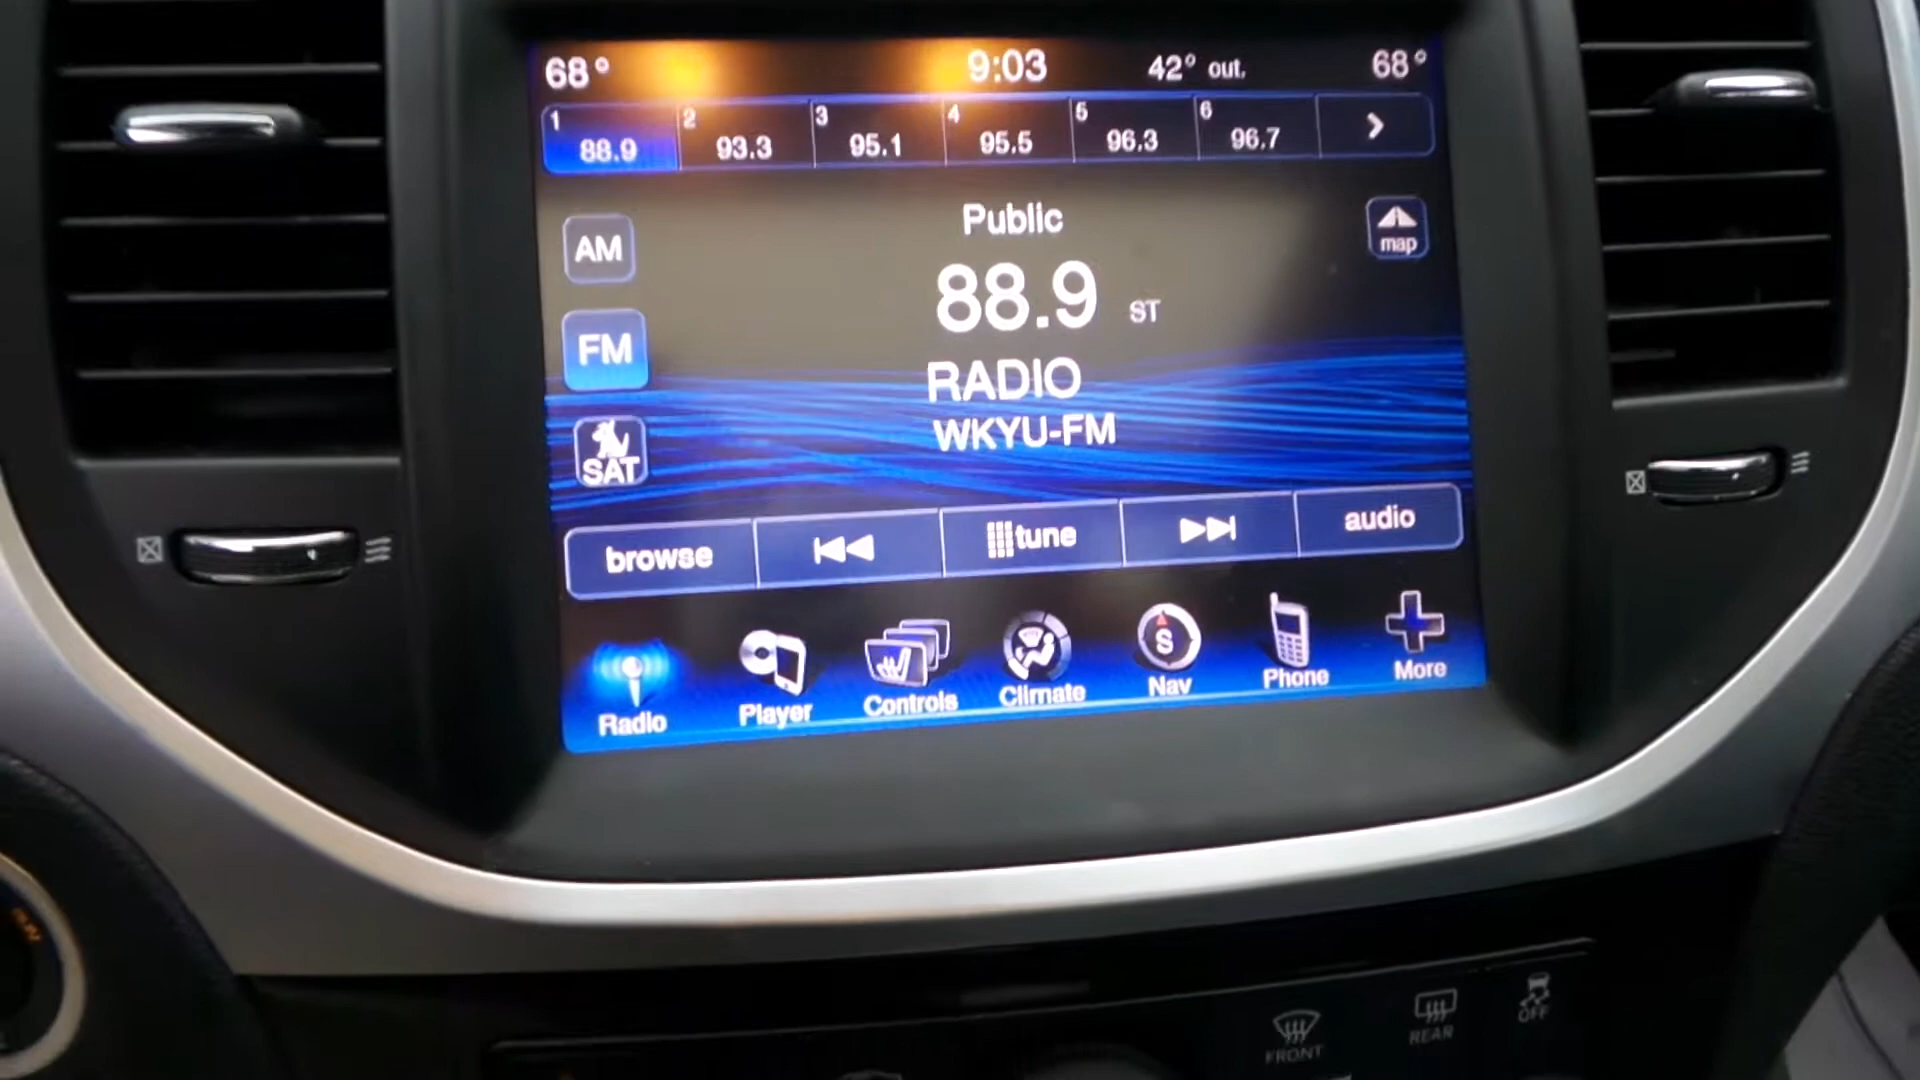 68° 9:03 42° out. 68°
1 88.9 2 93.3 3 95.1 4 95.5 5 96.3 6 96.7
AM
FM
SAT
Public
88.9 ST
RADIO
WKYU-FM
map
browse tune audio
Radio Player Controls Climate S Nav Phone More
FRONT REAR OFF
RUN